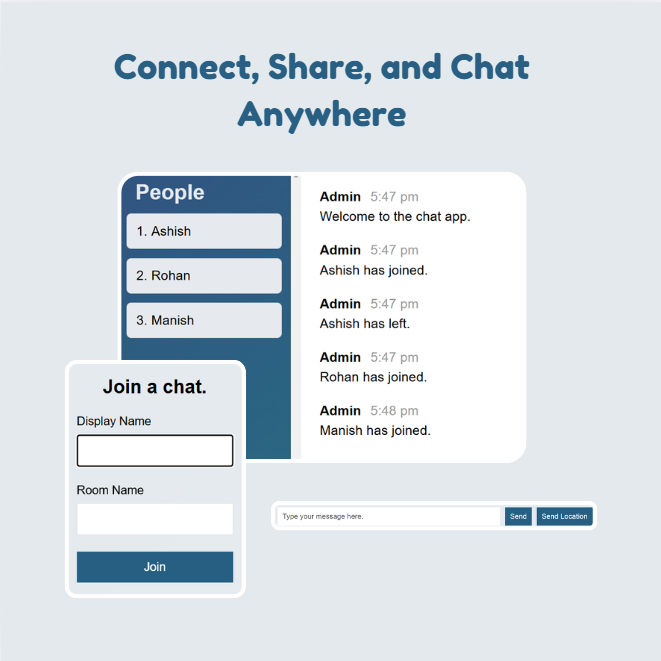 Connect, Share, and Chat
Anywhere
People
1. Ashish
2. Rohan
3. Manish
Admin 5:47 pm
Welcome to the chat app.
Admin 5:47 pm
Ashish has joined.
Admin 5:47 pm
Ashish has left.
Admin 5:47 pm
Rohan has joined.
Admin 5:48 pm
Manish has joined.
Join a chat.
Display Name
Room Name
Join
Type your message here.
Send
Send Location